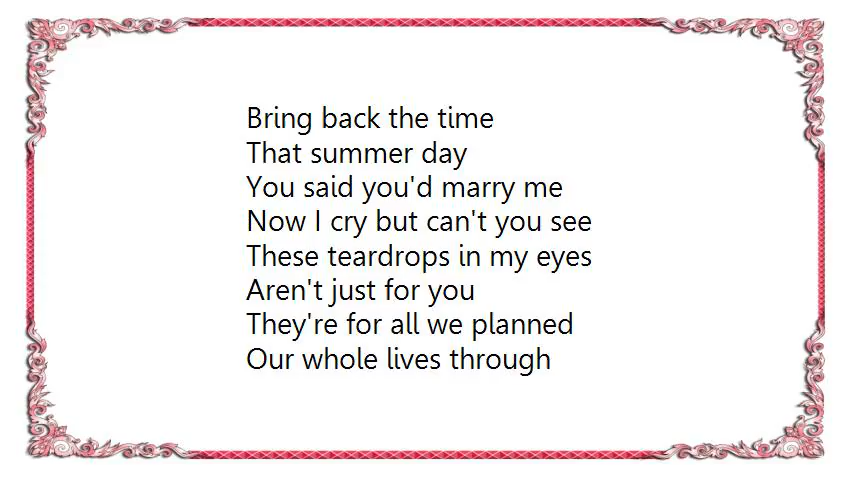 Bring back the time
That summer day
You said you'd marry me
Now I cry but can't you see
These teardrops in my eyes
Aren't just for you
They're for all we planned
Our whole lives through